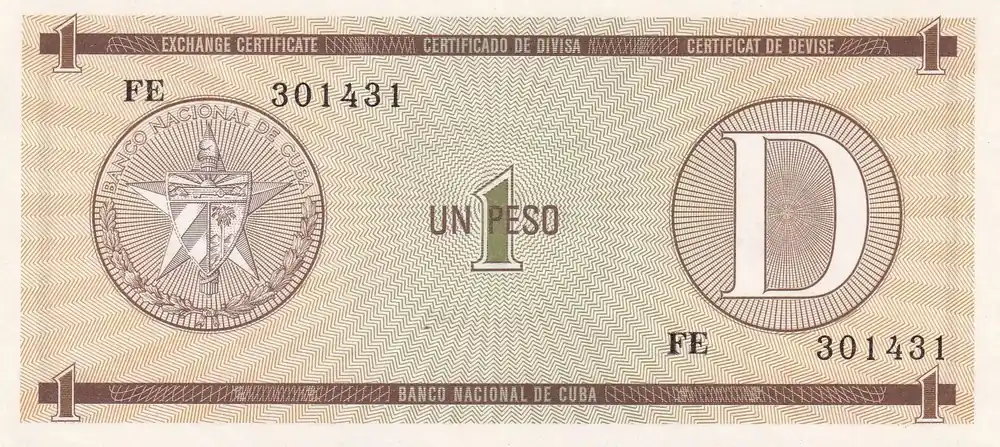 1 EXCHANGE CERTIFICATE CERTIFICADO DE DIVISA CERTIFICAT DE DEVISE 1
FE 301431
BANCO NACIONAL DE CUBA
D
UN 1 PESO
FE 301431
1 BANCO NACIONAL DE CUBA 1